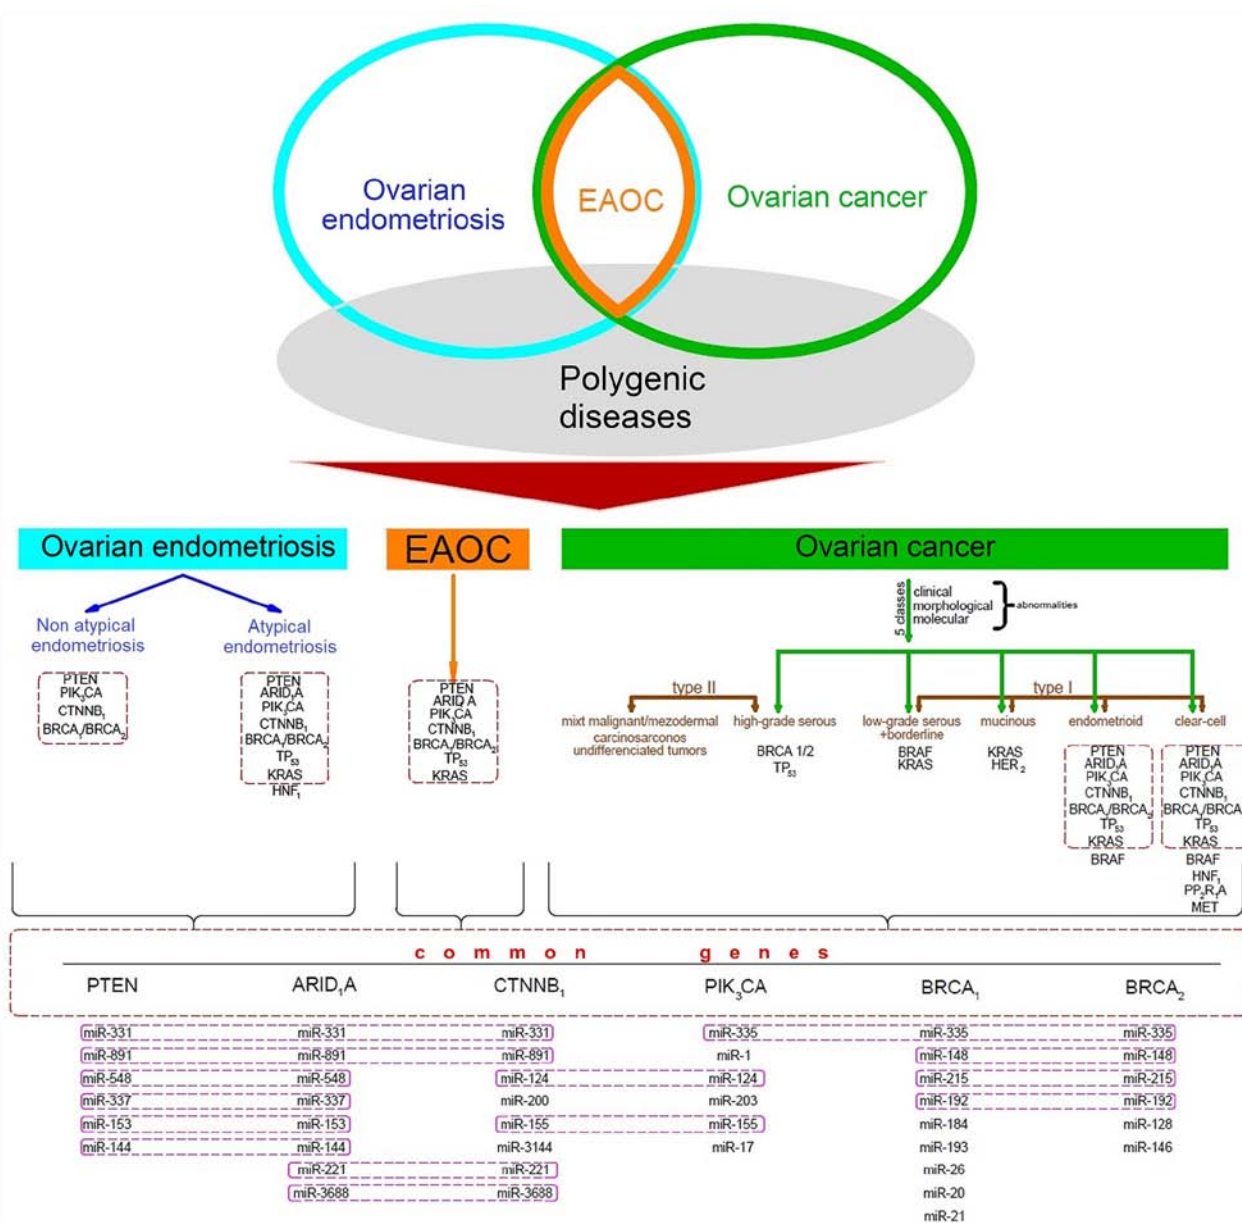 Ovarian
endometriosis
EAOC
Ovarian cancer
Polygenic
diseases
Ovarian endometriosis
EAOC
Ovarian cancer
Non atypical
endometriosis
Atypical
endometriosis
5 classes
clinical
morphological
molecular
abnormalities
type II
type I
mixt malignant/mezodermal
carcinosarconos
undifferenciated tumors
high-grade serous
low-grade serous
+borderline
mucinous
endometrioid
clear-cell
PTEN
PIK₃CA
CTNNB₁
BRCA₁/BRCA₂
PTEN
ARID₁A
PIK₃CA
CTNNB₁
BRCA₁/BRCA₂
TP₅₃
KRAS
HNF₁
PTEN
ARID₁A
PIK₃CA
CTNNB₁
BRCA₁/BRCA₂
TP₅₃
KRAS
BRCA 1/2
TP₅₃
BRAF
KRAS
KRAS
HER₂
PTEN
ARID₁A
PIK₃CA
CTNNB₁
BRCA₁/BRCA₂
TP₅₃
KRAS
BRAF
PTEN
ARID₁A
PIK₃CA
CTNNB₁
BRCA₁/BRCA
TP₅₃
KRAS
BRAF
HNF₁
PP₂R₁A
MET
common genes
PTEN ARID₁A CTNNB₁ PIK₃CA BRCA₁ BRCA₂
miR-331 miR-331 miR-331 miR-335 miR-335 miR-335
miR-891 miR-891 miR-891 miR-1 miR-148 miR-148
miR-548 miR-548 miR-124 miR-124 miR-215 miR-215
miR-337 miR-337 miR-200 miR-203 miR-192 miR-192
miR-153 miR-153 miR-155 miR-155 miR-184 miR-128
miR-144 miR-144 miR-3144 miR-17 miR-193 miR-146
miR-221 miR-221 miR-26
miR-3688 miR-3688 miR-20
miR-21